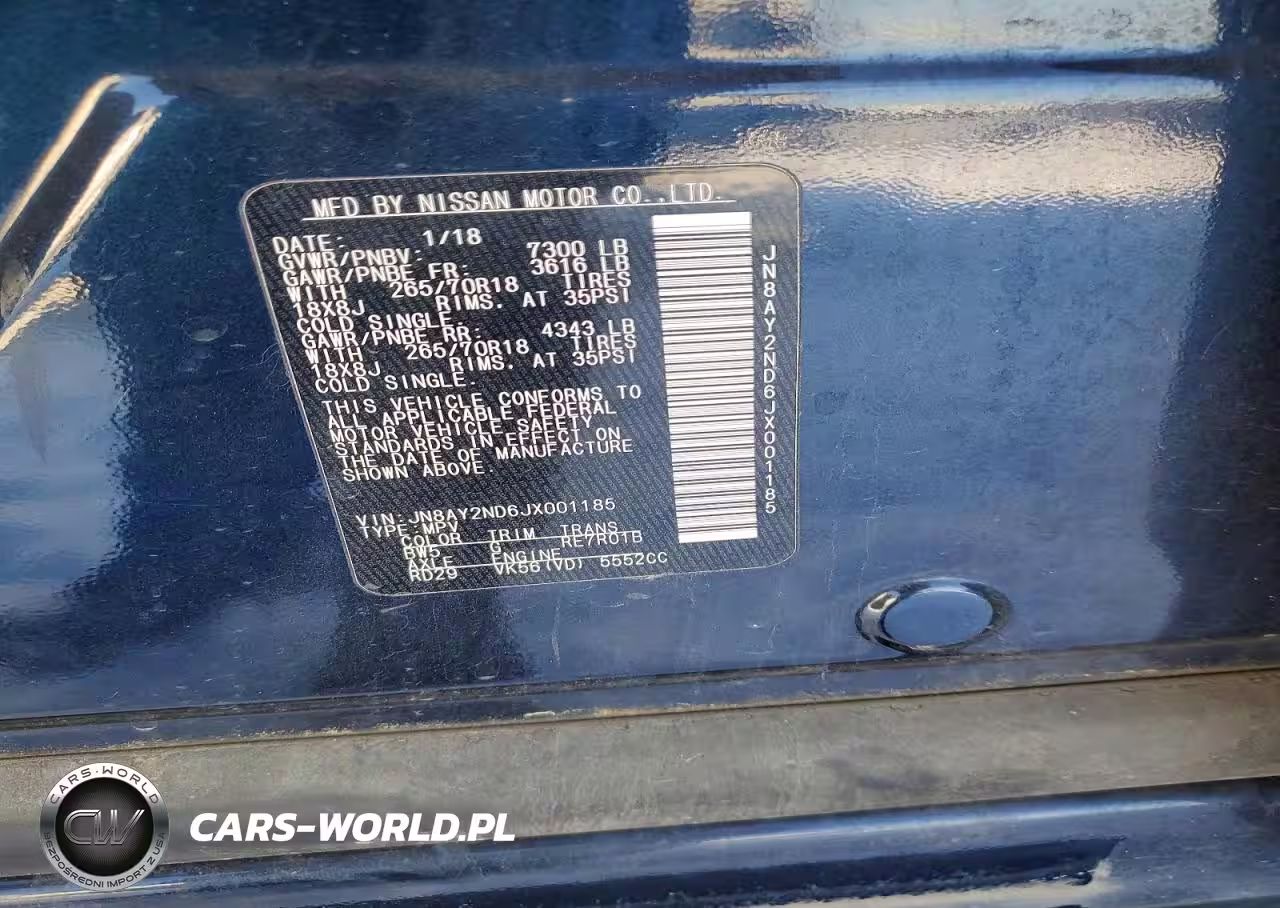 MFD BY NISSAN MOTOR CO.,LTD.
DATE: 1/18
GVWR/PNBV: 7300 LB
GAWR/PNBE FR: 3616 LB
WITH 265/70R18 TIRES
18X8J RIMS. AT 35PSI
COLD SINGLE.
GAWR/PNBE RR: 4343 LB
WITH 265/70R18 TIRES
18X8J RIMS. AT 35PSI
COLD SINGLE.
THIS VEHICLE CONFORMS TO
ALL APPLICABLE FEDERAL
MOTOR VEHICLE SAFETY
STANDARDS IN EFFECT ON
THE DATE OF MANUFACTURE
SHOWN ABOVE.
VIN: JN8AY2ND6JX001185
TYPE: MPV
COLOR TRIM TRANS
BW5 G RE7R01B
AXLE ENGINE
RD29 VK56(VD) 5552CC
JN8AY2ND6JX001185
CARS-WORLD
CW
BEZPOŚREDNI IMPORT Z USA
CARS-WORLD.PL